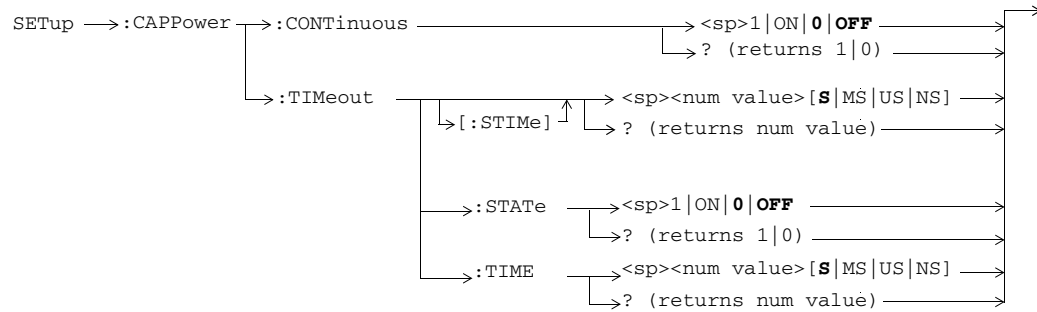 SETup :CAPPower :CONTinuous <sp>1|ON|0|OFF
? (returns 1|0)
:TIMeout <sp><num value>[S|MS|US|NS]
[:STIMe] ? (returns num value)
:STATe <sp>1|ON|0|OFF
? (returns 1|0)
:TIME <sp><num value>[S|MS|US|NS]
? (returns num value)